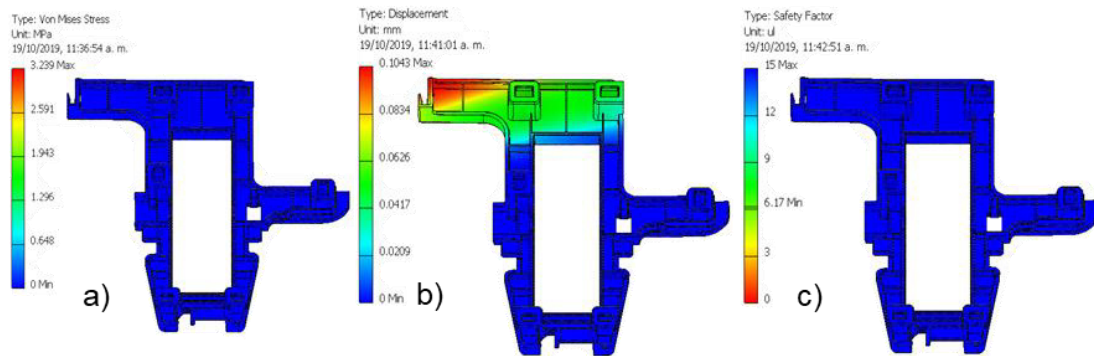 Type: Von Mises Stress
Unit: MPa
19/10/2019, 11:36:54 a. m.
3.239 Max
2.591
1.943
1.296
0.648
0 Min
a)
Type: Displacement
Unit: mm
19/10/2019, 11:41:01 a. m.
0.1043 Max
0.0834
0.0626
0.0417
0.0209
0 Min
b)
Type: Safety Factor
Unit: ul
19/10/2019, 11:42:51 a. m.
15 Max
12
9
6.17 Min
3
0
c)